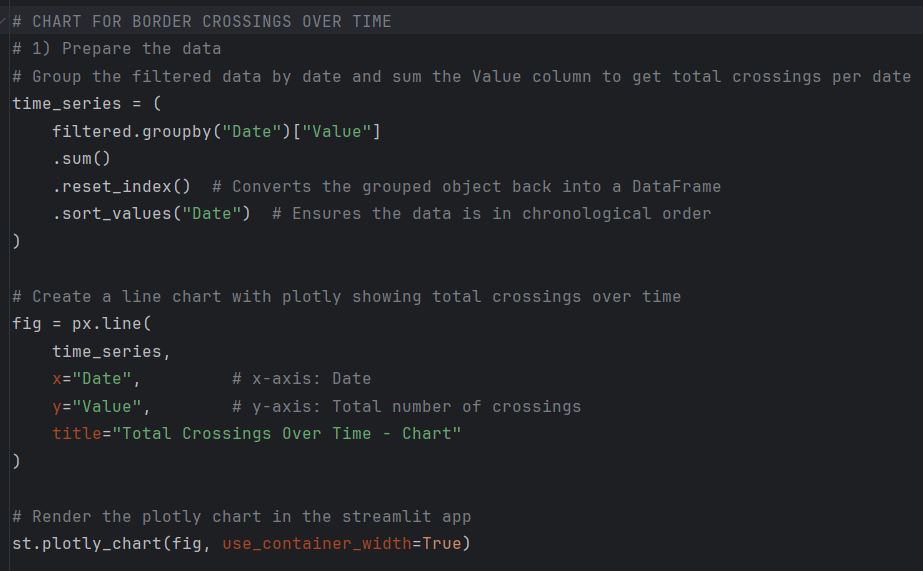 # CHART FOR BORDER CROSSINGS OVER TIME
# 1) Prepare the data
# Group the filtered data by date and sum the Value column to get total crossings per date
time_series = (
    filtered.groupby("Date")["Value"]
    .sum()
    .reset_index()  # Converts the grouped object back into a DataFrame
    .sort_values("Date")  # Ensures the data is in chronological order
)

# Create a line chart with plotly showing total crossings over time
fig = px.line(
    time_series,
    x="Date",         # x-axis: Date
    y="Value",        # y-axis: Total number of crossings
    title="Total Crossings Over Time - Chart"
)

# Render the plotly chart in the streamlit app
st.plotly_chart(fig, use_container_width=True)